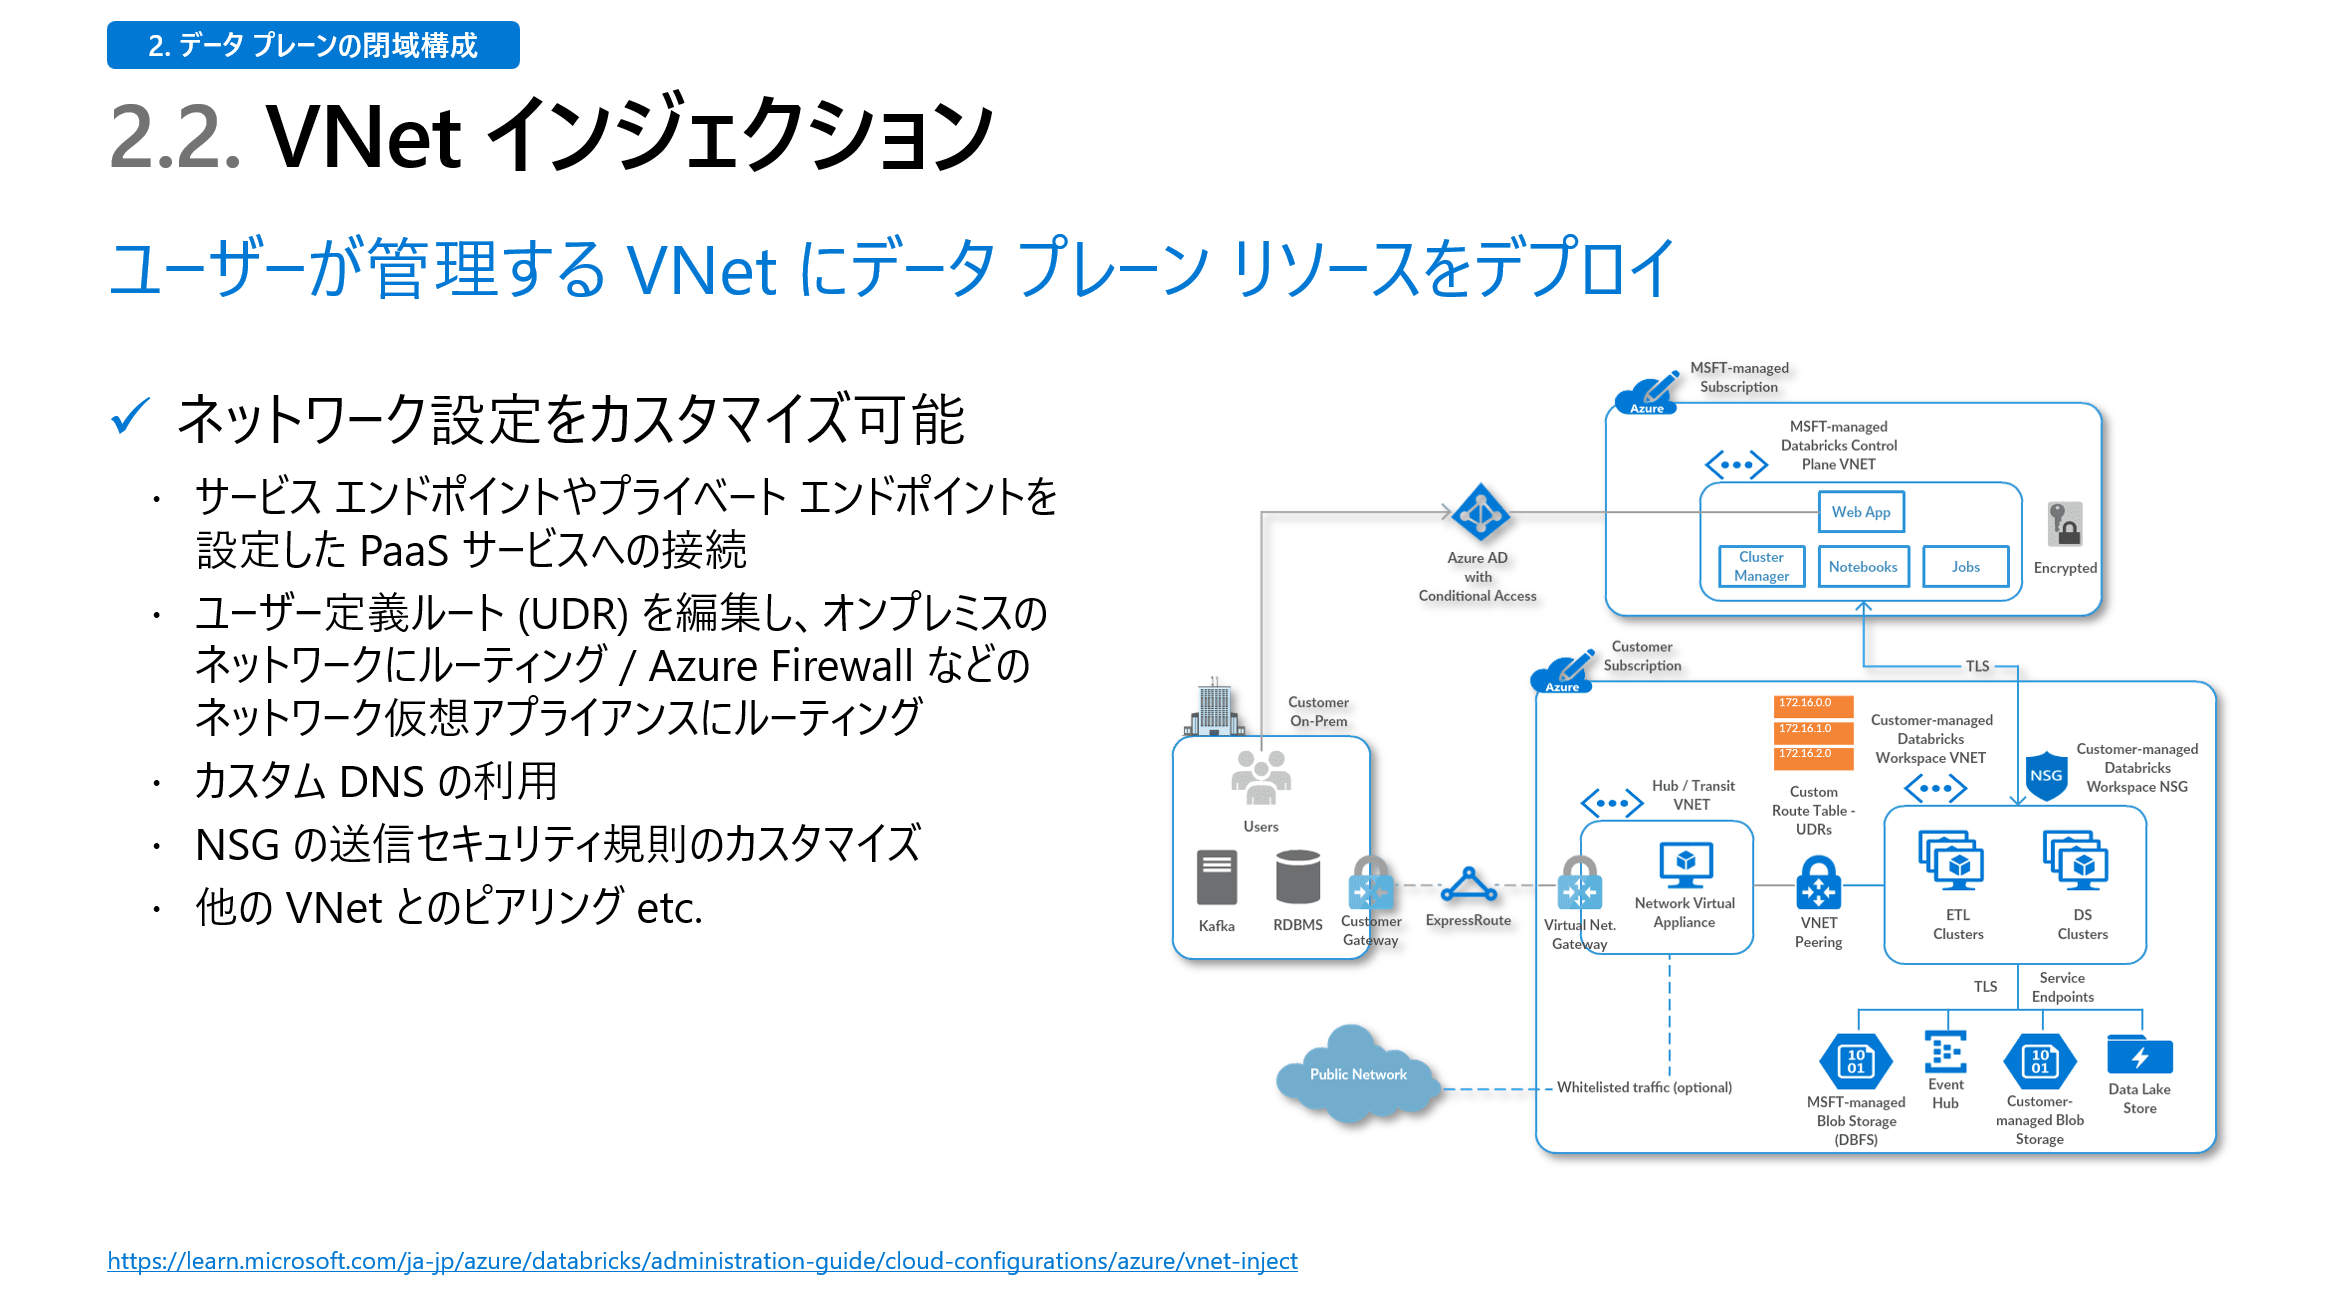 2. データ プレーンの閉域構成
2.2. VNet インジェクション
ユーザーが管理する VNet にデータ プレーン リソースをデプロイ
✓ ネットワーク設定をカスタマイズ可能
・ サービス エンドポイントやプライベート エンドポイントを
設定した PaaS サービスへの接続
・ ユーザー定義ルート (UDR) を編集し、オンプレミスの
ネットワークにルーティング / Azure Firewall などの
ネットワーク仮想アプライアンスにルーティング
・ カスタム DNS の利用
・ NSG の送信セキュリティ規則のカスタマイズ
・ 他の VNet とのピアリング etc.
MSFT-managed
Subscription
Azure
MSFT-managed
Databricks Control
Plane VNET
Web App
Cluster
Manager
Notebooks
Jobs
Encrypted
Azure AD
with
Conditional Access
TLS
Customer
Subscription
Azure
Customer
On-Prem
Users
Kafka
RDBMS
Customer
Gateway
ExpressRoute
Virtual Net.
Gateway
Hub / Transit
VNET
Network Virtual
Appliance
172.16.0.0
172.16.1.0
172.16.2.0
Custom
Route Table -
UDRs
VNET
Peering
Customer-managed
Databricks
Workspace VNET
NSG
Customer-managed
Databricks
Workspace NSG
ETL
Clusters
DS
Clusters
TLS
Service
Endpoints
Public Network
Whitelisted traffic (optional)
10
01
MSFT-managed
Blob Storage
(DBFS)
Event
Hub
10
01
Customer-
managed Blob
Storage
Data Lake
Store
https://learn.microsoft.com/ja-jp/azure/databricks/administration-guide/cloud-configurations/azure/vnet-inject